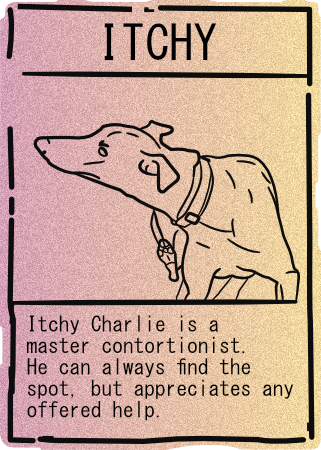 ITCHY
Itchy Charlie is a
master contortionist.
He can always find the
spot, but appreciates any
offered help.